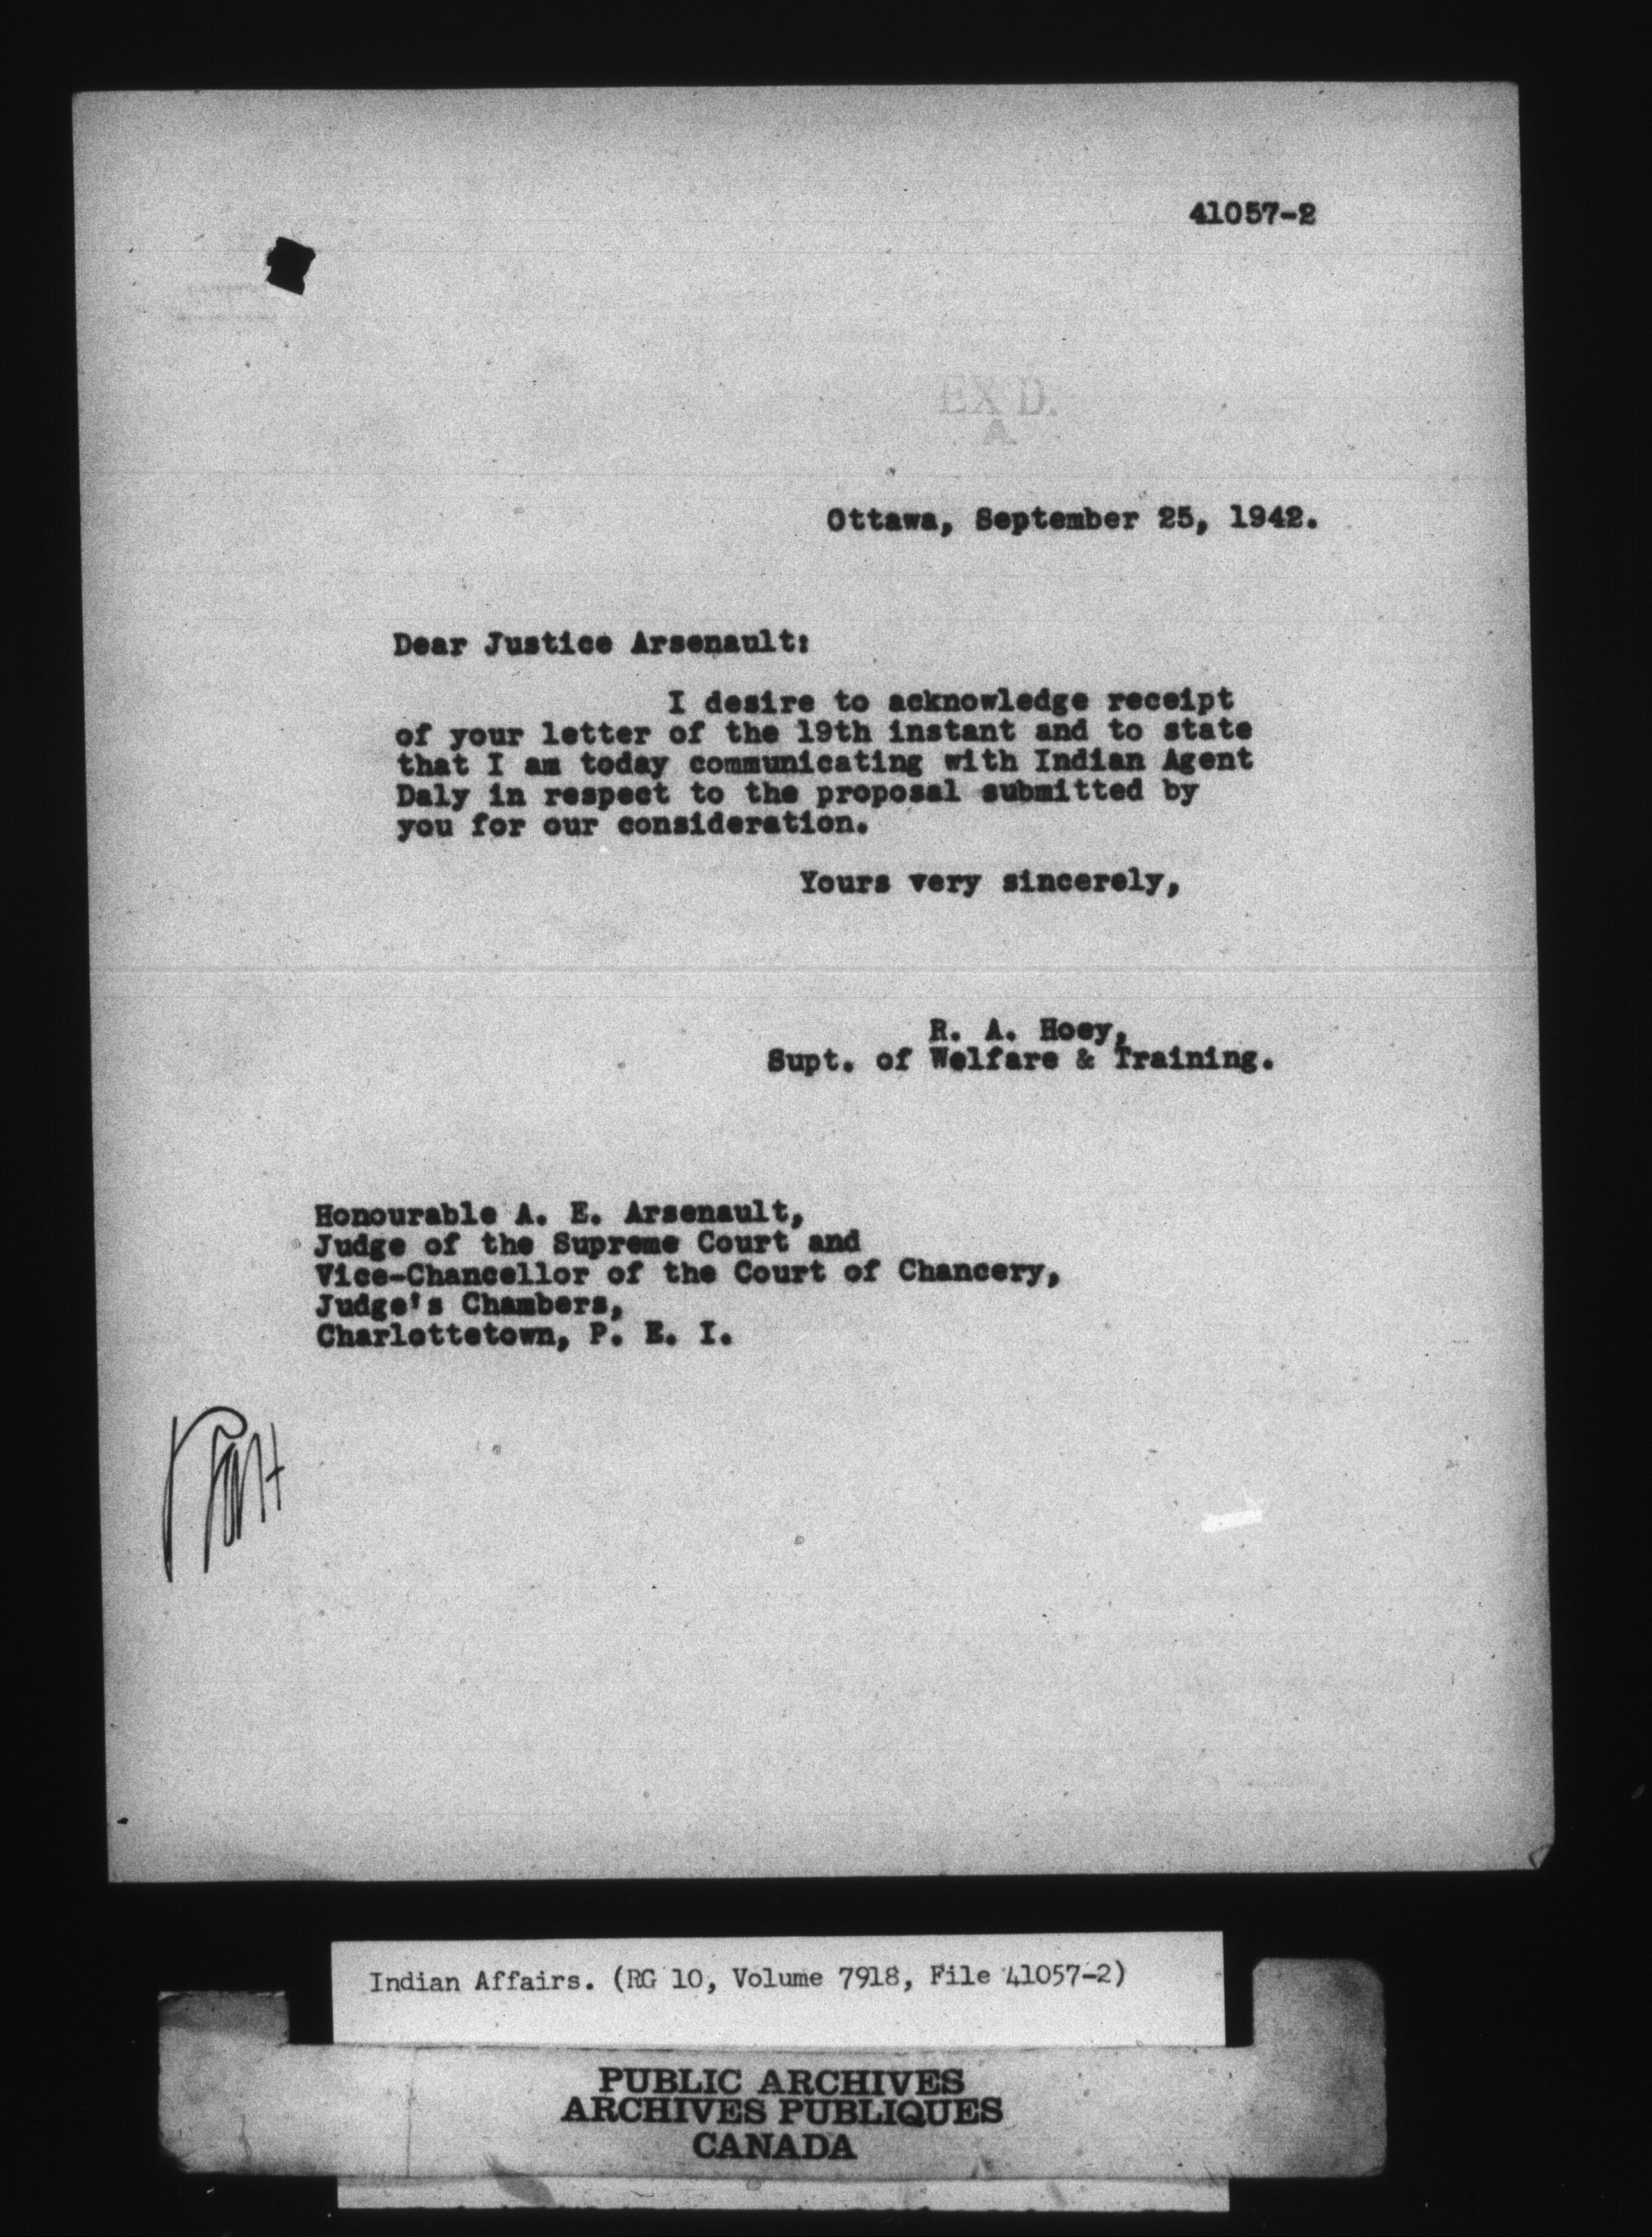 41057-2
EX'D.
A
Ottawa, September 25, 1942.
Dear Justice Arsenault:
I desire to acknowledge receipt
of your letter of the 19th instant and to state
that I am today communicating with Indian Agent
Daly in respect to the proposal submitted by
you for our consideration.
Yours very sincerely,
R. A. Hoey,
Supt. of Welfare & Training.
Honourable A. E. Arsenault,
Judge of the Supreme Court and
Vice-Chancellor of the Court of Chancery,
Judge's Chambers,
Charlottetown, P. E. I.
Indian Affairs. (RG 10, Volume 7918, File 41057-2)
PUBLIC ARCHIVES
ARCHIVES PUBLIQUES
CANADA